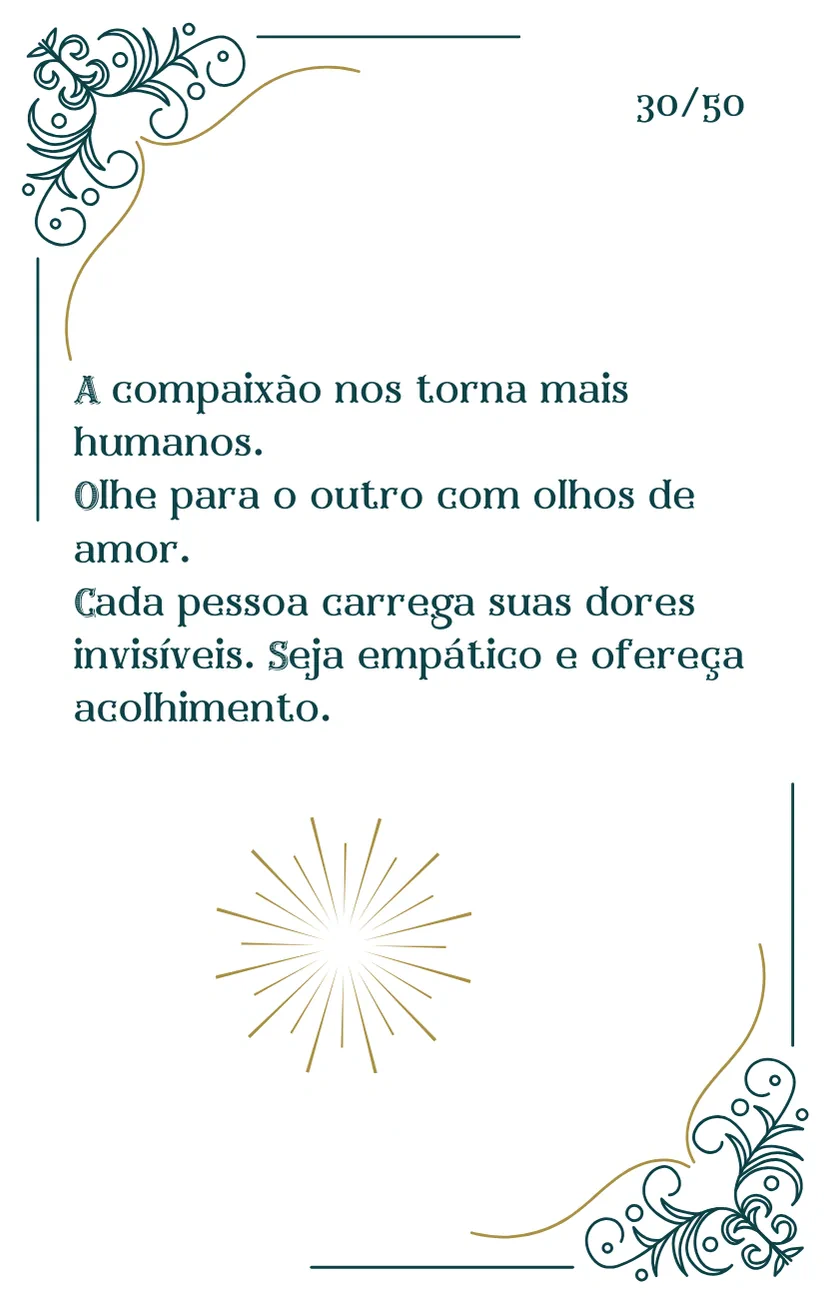 30/50
A compaixão nos torna mais
humanos.
Olhe para o outro com olhos de
amor.
Cada pessoa carrega suas dores
invisíveis. Seja empático e ofereça
acolhimento.